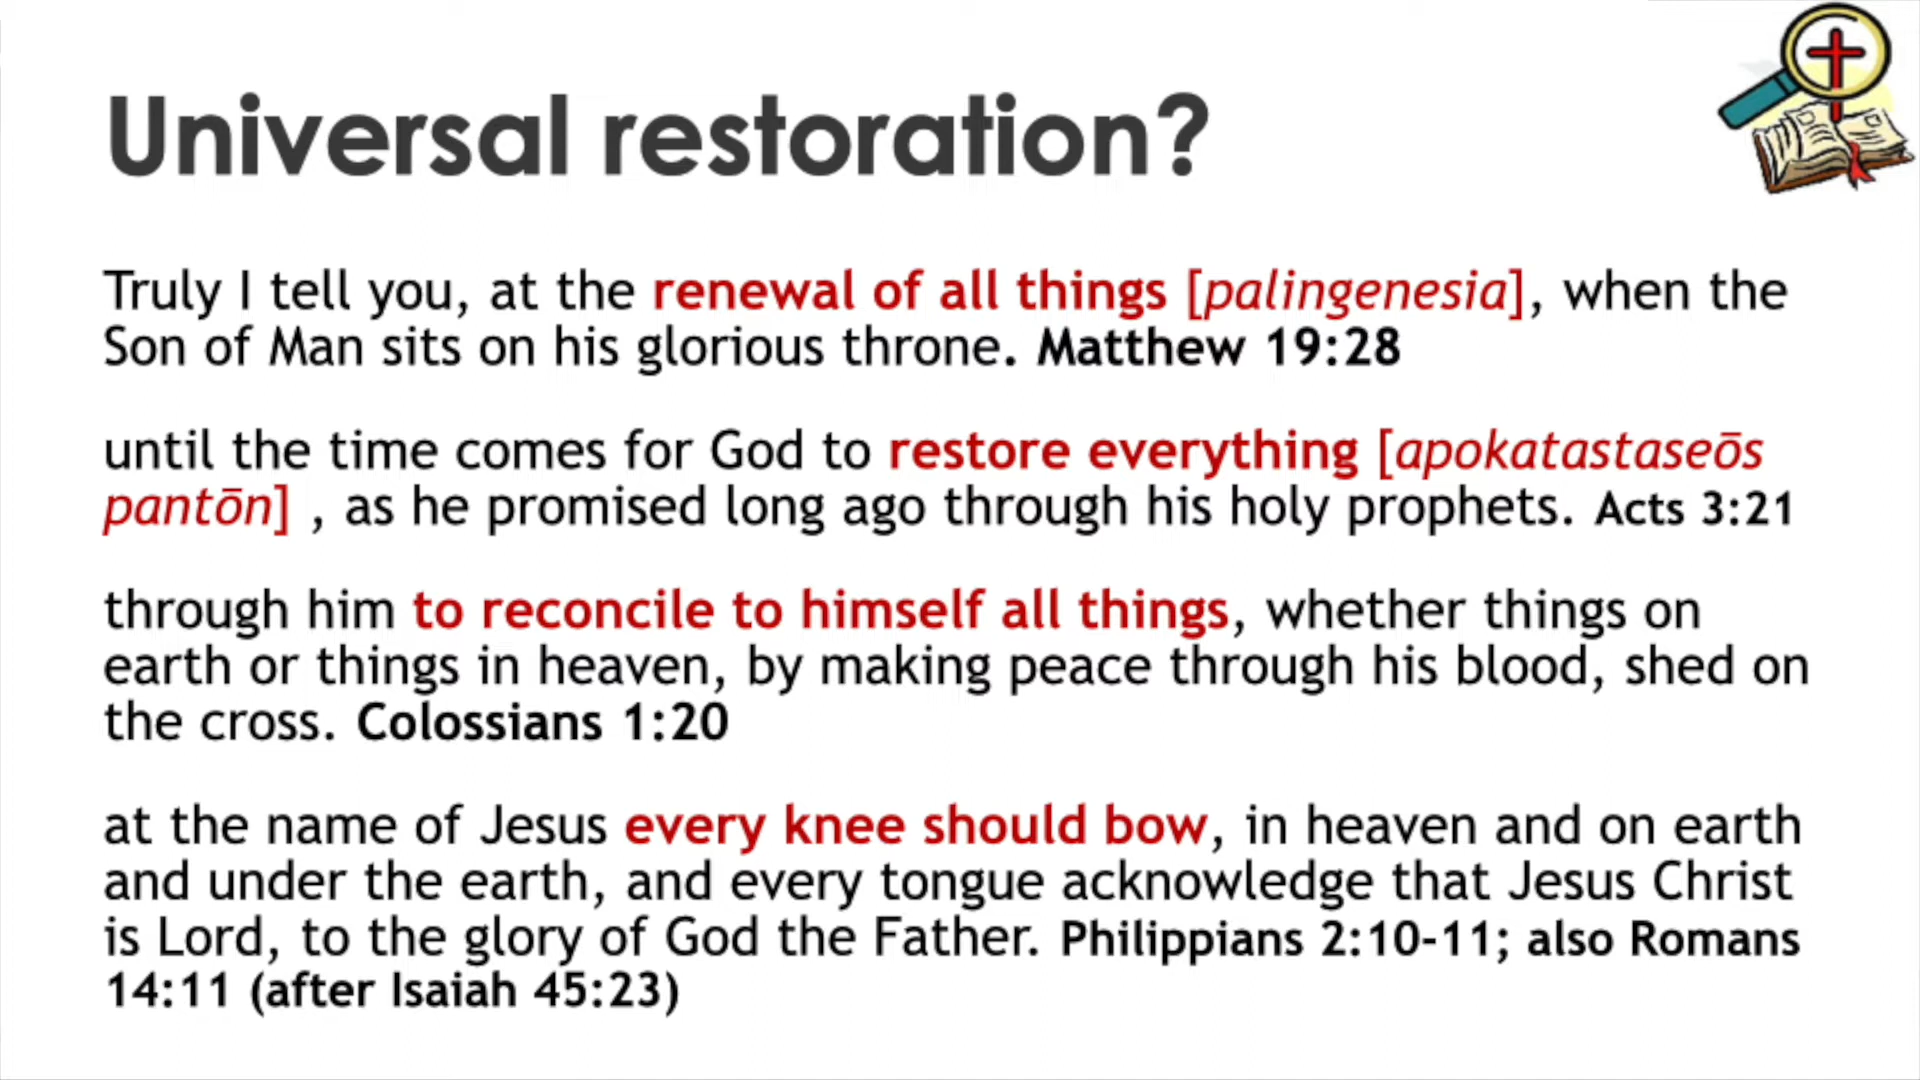 Universal restoration?
Truly I tell you, at the renewal of all things [palingenesia], when the
Son of Man sits on his glorious throne. Matthew 19:28
until the time comes for God to restore everything [apokatastaseōs
pantōn] , as he promised long ago through his holy prophets. Acts 3:21
through him to reconcile to himself all things, whether things on
earth or things in heaven, by making peace through his blood, shed on
the cross. Colossians 1:20
at the name of Jesus every knee should bow, in heaven and on earth
and under the earth, and every tongue acknowledge that Jesus Christ
is Lord, to the glory of God the Father. Philippians 2:10-11; also Romans
14:11 (after Isaiah 45:23)